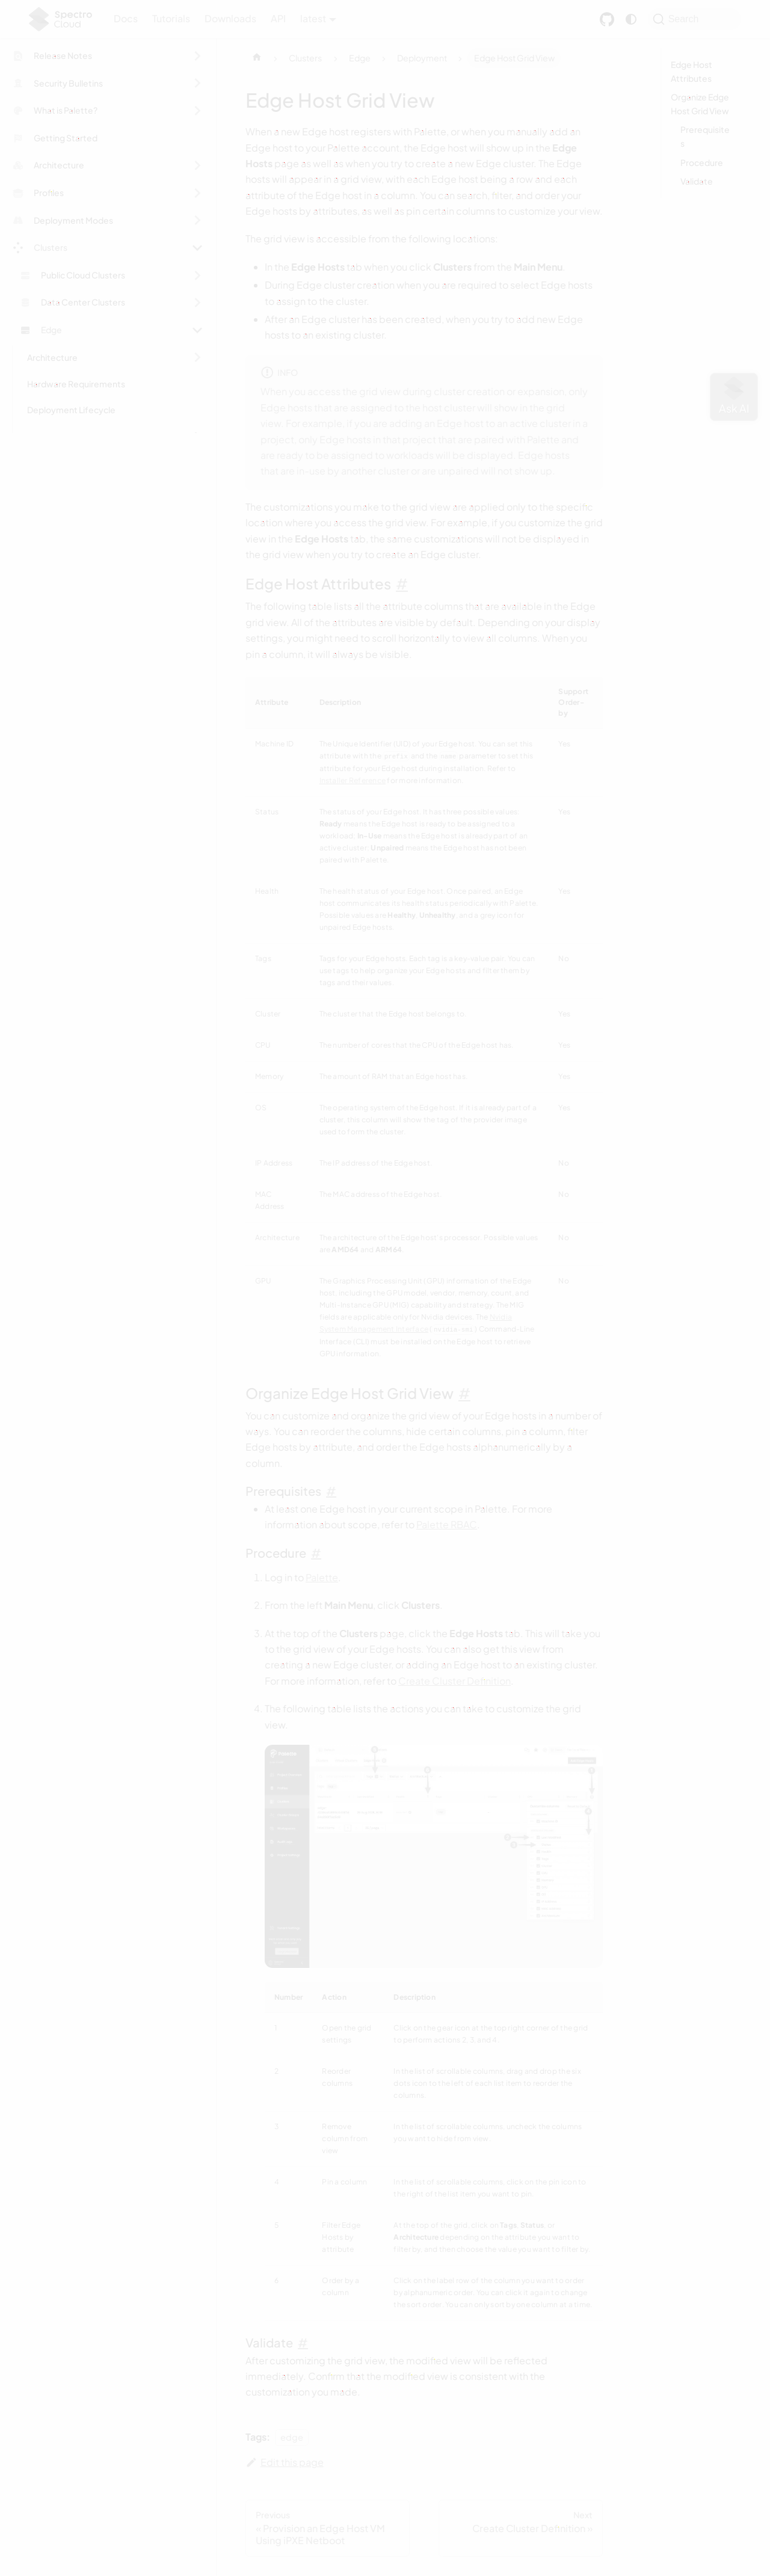 Spectro Cloud
Docs
Tutorials
Downloads
API
latest
Search
Release Notes
Security Bulletins
What is Palette?
Getting Started
Architecture
Profiles
Deployment Modes
Clusters
Public Cloud Clusters
Data Center Clusters
Edge
Architecture
Hardware Requirements
Deployment Lifecycle
Clusters
Edge
Deployment
Edge Host Grid View
Edge Host Grid View
When a new Edge host registers with Palette, or when you manually add an
Edge host to your Palette account, the Edge host will show up in the Edge
Hosts page as well as when you try to create a new Edge cluster. The Edge
hosts will appear in a grid view, with each Edge host being a row and each
attribute of the Edge host in a column. You can search, filter, and order your
Edge hosts by attributes, as well as pin certain columns to customize your view.
The grid view is accessible from the following locations:
In the Edge Hosts tab when you click Clusters from the Main Menu.
During Edge cluster creation when you are required to select Edge hosts
to assign to the cluster.
After an Edge cluster has been created, when you try to add new Edge
hosts to an existing cluster.
INFO
When you access the grid view during cluster creation or expansion, only
Edge hosts that are assigned to the host cluster will show in the grid
view. For example, if you are adding an Edge host to an active cluster in a
project, only Edge hosts in that project that are paired with Palette and
are ready to be assigned to workloads will be displayed. Edge hosts
that are in use by another cluster or are unpaired will not show up.
The customizations you make to the grid view are applied only to the specific
location where you access the grid view. For example, if you customize the grid
view in the Edge Hosts tab, the same customizations will not be displayed in
the grid view when you try to create an Edge cluster.
Edge Host Attributes #
The following table lists all the attribute columns that are available in the Edge
grid view. All of the attributes are visible by default. Depending on your display
settings, you might need to scroll horizontally to view all columns. When you
pin a column, it will always be visible.
Attribute
Description
Support
Order-
by
Machine ID
Yes
Status
The status of your Edge host. It has three possible values:
Ready means the Edge host is ready to be assigned to a
workload. In-Use means the Edge host is already part of an
active cluster. Unpaired means the Edge host has not been
paired with Palette.
Yes
Health
The health status of your Edge host. Once paired, an Edge
host communicates its health status periodically with Palette.
Possible values are Healthy, Unhealthy, and a grey icon for
unpaired Edge hosts.
Yes
Tags
Tags for your Edge hosts. Each tag is a key-value pair. You can
use tags to help organize your Edge hosts and filter them by
tags and their values.
No
Cluster
The cluster that the Edge host belongs to.
Yes
CPU
The number of cores that the CPU of the Edge host has.
Yes
Memory
The amount of RAM that an Edge host has.
Yes
OS
The operating system of the Edge host. If it is already part of a
cluster, this column will show the tag of the provider image
used to form the cluster.
Yes
IP Address
The IP address of the Edge host.
No
MAC
Address
The MAC address of the Edge host.
No
Architecture
The architecture of the Edge host's processor. Possible values
are AMD64 and ARM64.
No
GPU
The Graphics Processing Unit (GPU) information of the Edge
host, including the GPU model, vendor, memory, count, and
Multi-Instance GPU (MIG) capability and strategy. The MIG
fields are applicable only for Nvidia devices. The
Interface (CLI) must be installed on the Edge host to retrieve
GPU information.
No
Organize Edge Host Grid View #
You can customize and organize the grid view of your Edge hosts in a number of
ways. You can reorder the columns, hide certain columns, pin a column, filter
Edge hosts by attribute, and order the Edge hosts alphanumerically by a
column.
Prerequisites #
At least one Edge host in your current scope in Palette. For more
information about scope, refer to Palette RBAC.
Procedure #
1. Log in to Palette.
2. From the left Main Menu, click Clusters.
3. At the top of the Clusters page, click the Edge Hosts tab. This will take you
to the grid view of your Edge hosts. You can also get this view from
creating a new Edge cluster, or adding an Edge host to an existing cluster.
For more information, refer to Create Cluster Definition.
4. The following table lists the actions you can take to customize the grid
view.
Number
Action
Description
1
Open the grid
settings
Click on the gear icon at the top right corner of the grid
to perform actions 2, 3, and 4.
2
Reorder
columns
In the list of scrollable columns, drag and drop the six
dots icon to the left of each list item to reorder the
columns.
3
Remove
column from
view
In the list of scrollable columns, uncheck the columns
you want to hide from view.
4
Pin a column
In the list of scrollable columns, click on the pin icon to
the right of the list item you want to pin.
5
Filter Edge
Hosts by
attribute
At the top of the grid, click on Tags, Status, or
Architecture depending on the attribute you want to
filter by, and then choose the value you want to filter by.
6
Order by a
column
Click on the label row of the column you want to order
by alphanumeric order. You can click it again to change
the sort order. You can only sort by one column at a time.
Validate #
After customizing the grid view, the modified view will be reflected
immediately. Confirm that the modified view is consistent with the
customization you made.
Tags: edge
Edit this page
Previous
« Provision an Edge Host VM
Using iPXE Netboot
Next
Create Cluster Definition »
Edge Host
Attributes
Organize Edge
Host Grid View
Prerequisite
s
Procedure
Validate
Ask AI